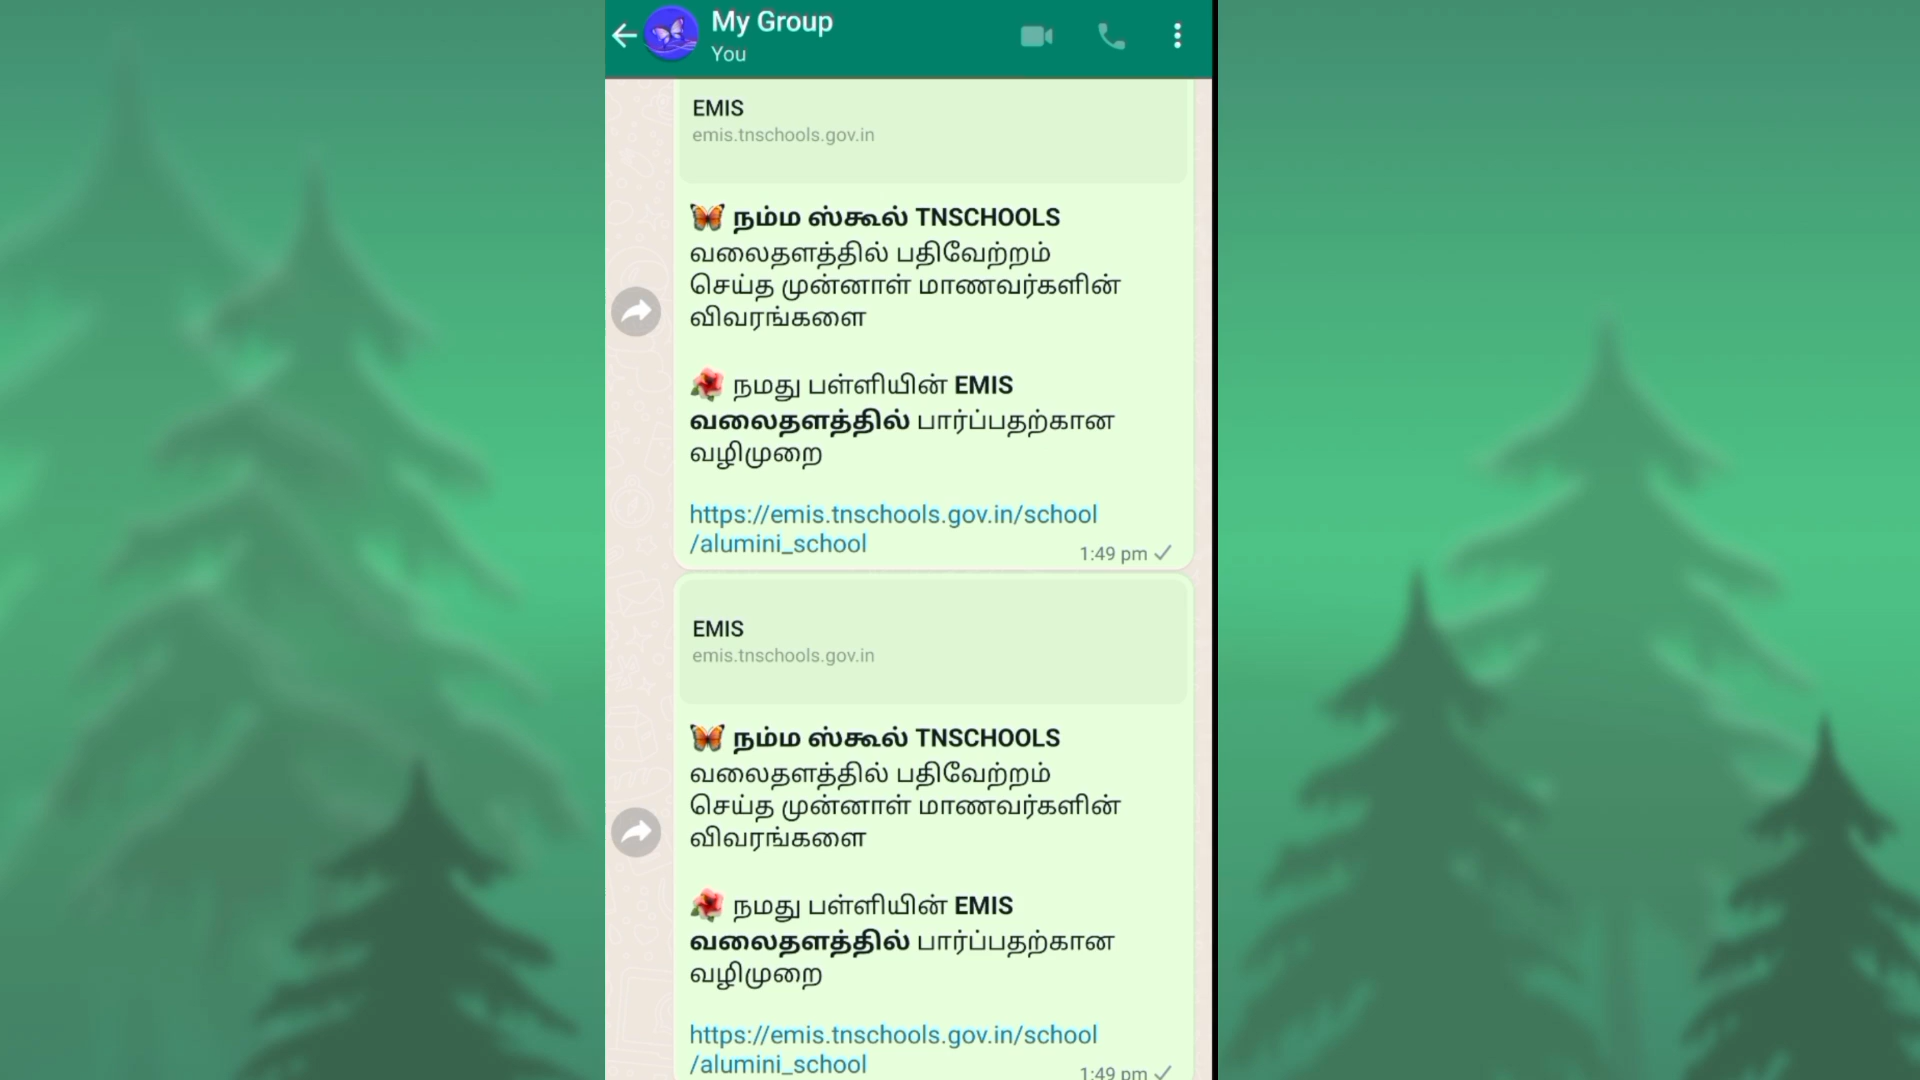 My Group
You
EMIS
emis.tnschools.gov.in
🦋 நம்ம ஸ்கூல் TNSCHOOLS
வலைதளத்தில் பதிவேற்றம்
செய்த முன்னாள் மாணவர்களின்
விவரங்களை
🌺 நமது பள்ளியின் EMIS
வலைதளத்தில் பார்ப்பதற்கான
வழிமுறை
https://emis.tnschools.gov.in/school
/alumini_school
1:49 pm
EMIS
emis.tnschools.gov.in
🦋 நம்ம ஸ்கூல் TNSCHOOLS
வலைதளத்தில் பதிவேற்றம்
செய்த முன்னாள் மாணவர்களின்
விவரங்களை
🌺 நமது பள்ளியின் EMIS
வலைதளத்தில் பார்ப்பதற்கான
வழிமுறை
https://emis.tnschools.gov.in/school
/alumini_school
1:49 pm